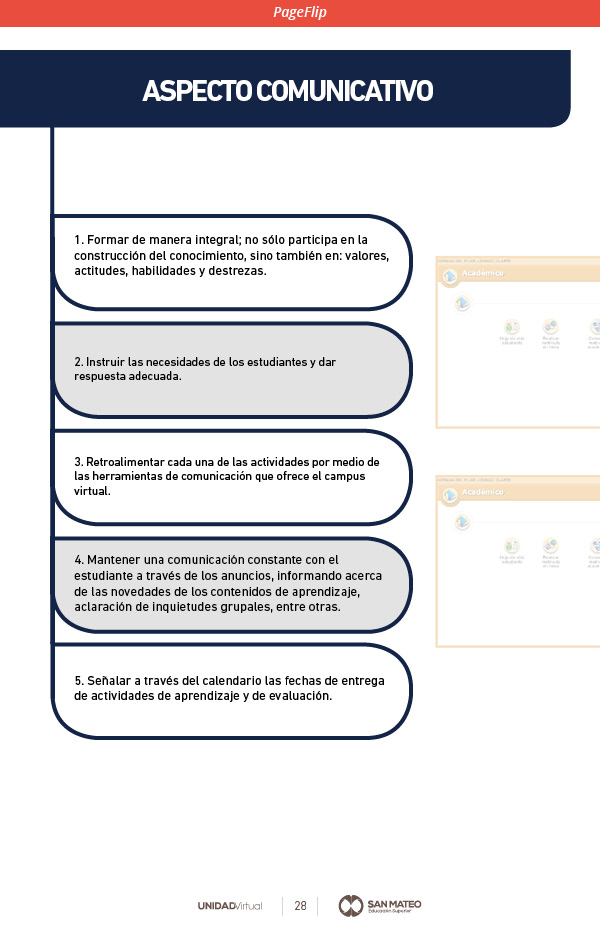 PageFlip
ASPECTO COMUNICATIVO
1. Formar de manera integral; no sólo participa en la
construcción del conocimiento, sino también en: valores,
actitudes, habilidades y destrezas.
Académico
2. Instruir las necesidades de los estudiantes y dar
respuesta adecuada.
3. Retroalimentar cada una de las actividades por medio de
las herramientas de comunicación que ofrece el campus
virtual.
Académico
4. Mantener una comunicación constante con el
estudiante a través de los anuncios, informando acerca
de las novedades de los contenidos de aprendizaje,
aclaración de inquietudes grupales, entre otras.
5. Señalar a través del calendario las fechas de entrega
de actividades de aprendizaje y de evaluación.
UNIDADVirtual
28
SAN MATEO
Educación Superior